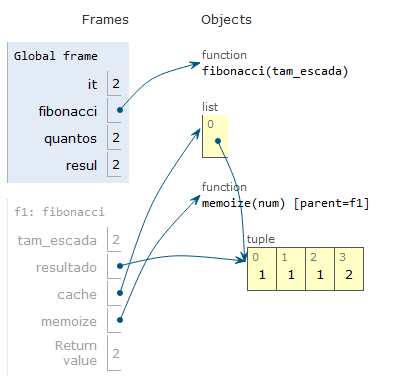 Frames Objects
Global frame
it 2
fibonacci
quantos 2
resul 2
function
fibonacci(tam_escada)
list
0
function
memoize(num) [parent=f1]
f1: fibonacci
tam_escada 2
resultado
cache
memoize
Return
value 2
tuple
0 1 2 3
1 1 1 2